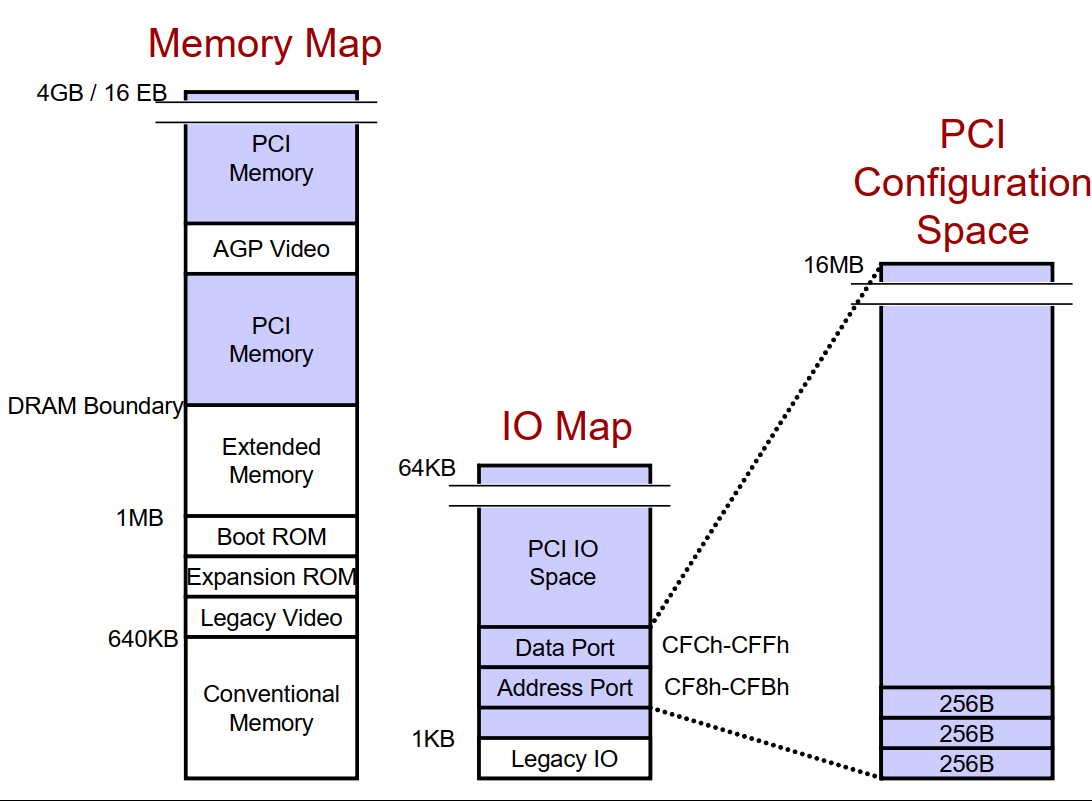 Memory Map
4GB / 16 EB
PCI
Memory
AGP Video
PCI
Memory
DRAM Boundary
Extended
Memory
1MB
Boot ROM
Expansion ROM
Legacy Video
640KB
Conventional
Memory
IO Map
64KB
PCI IO
Space
Data Port
CFCh-CFFh
Address Port
CF8h-CFBh
1KB
Legacy IO
PCI
Configuration
Space
16MB
256B
256B
256B